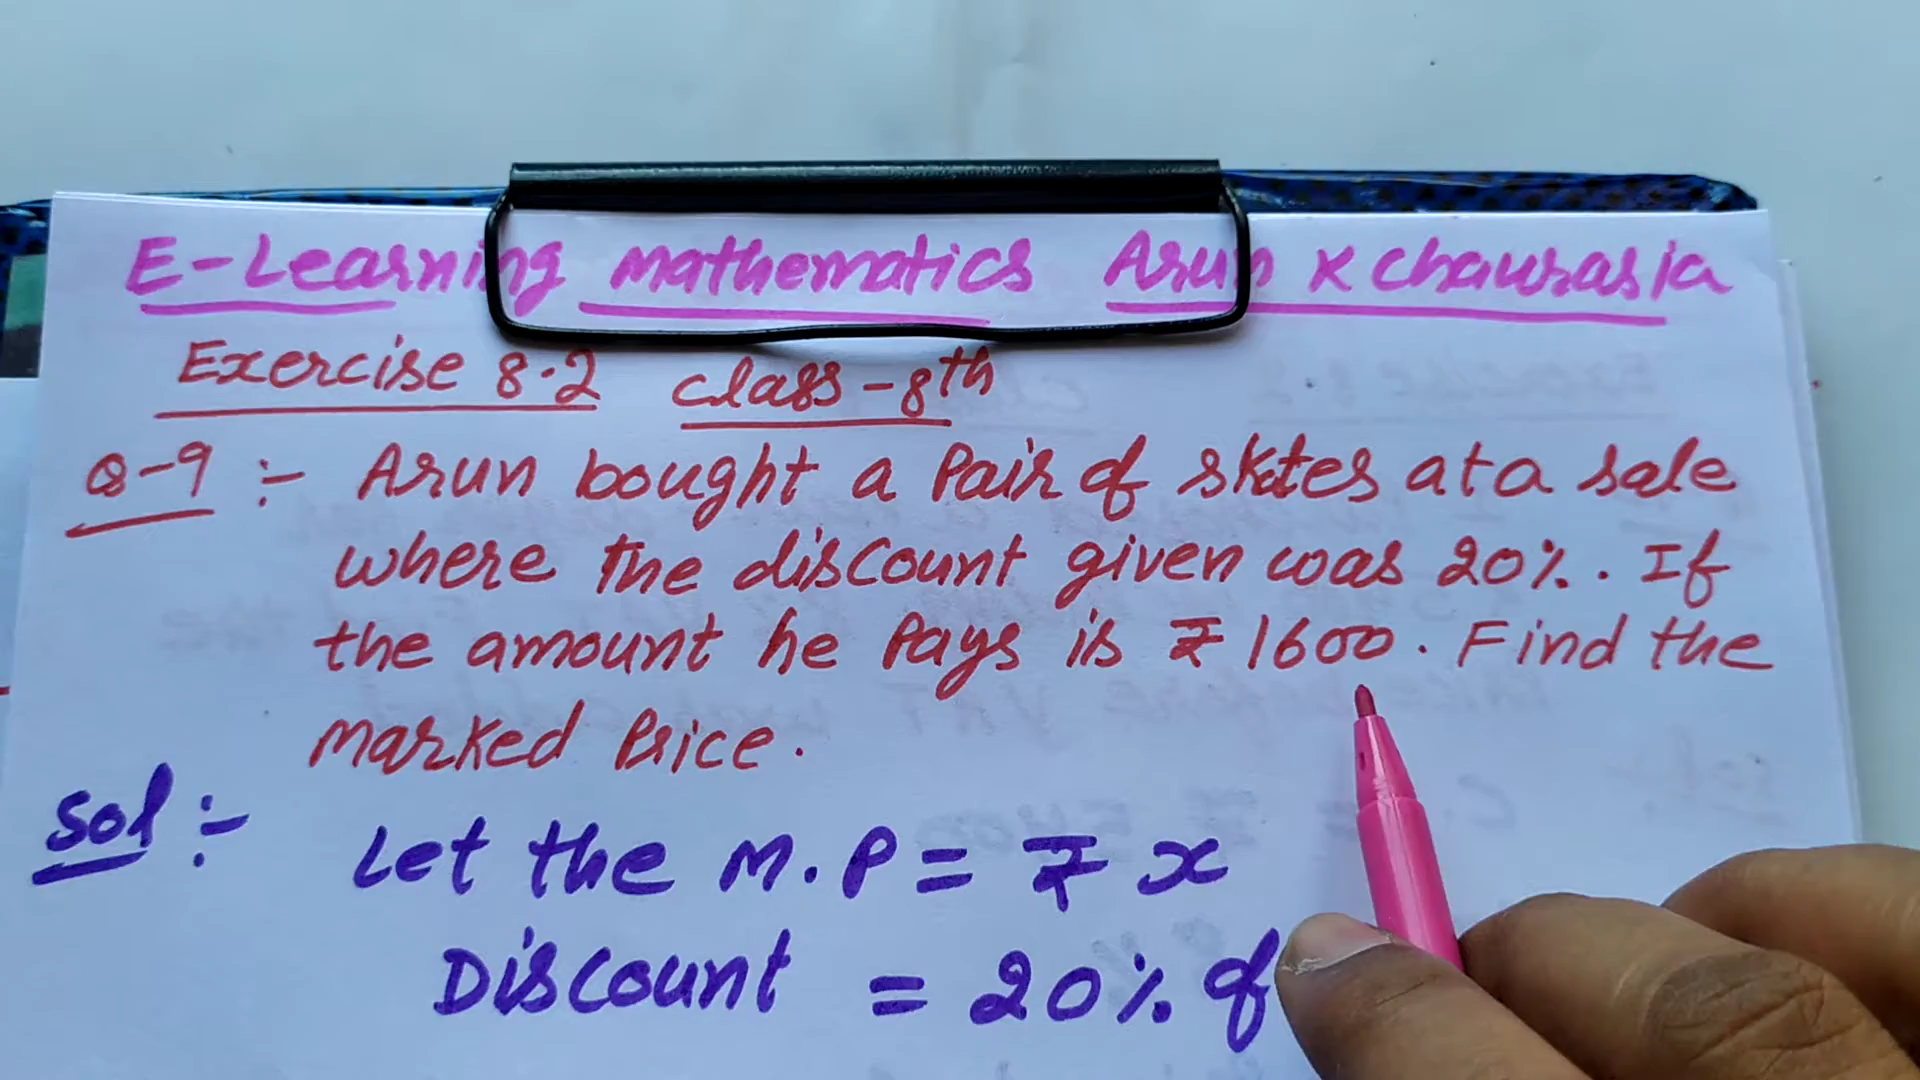 E-Learning mathematics Arun x chaurasia
Exercise 8.2 class-8th
Q-9 :- Arun bought a Pair of skates at a sale
where the discount given was 20%. If
the amount he Pays is ₹ 1600. Find the
marked Price.
Sol :- Let the M.P = ₹ x
Discount = 20% of